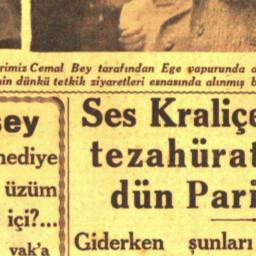 rimiz Cemal Bey tarafından Ege vapurunda a
nin dünkü tetkik ziyaretleri esnasında alınmış b
sey
hediye
üzüm
içi?...
vak'a
Ses Kraliçe
tezahürat
dün Pari
Giderken şunları